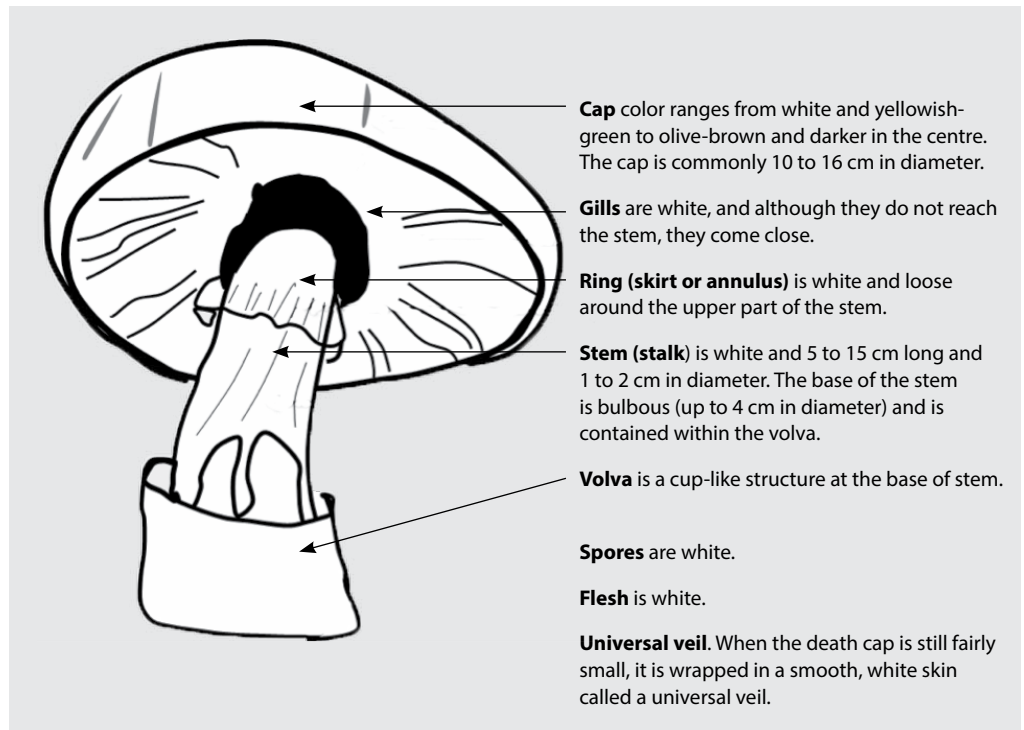 Cap color ranges from white and yellowish-
green to olive-brown and darker in the centre.
The cap is commonly 10 to 16 cm in diameter.
Gills are white, and although they do not reach
the stem, they come close.
Ring (skirt or annulus) is white and loose
around the upper part of the stem.
Stem (stalk) is white and 5 to 15 cm long and
1 to 2 cm in diameter. The base of the stem
is bulbous (up to 4 cm in diameter) and is
contained within the volva.
Volva is a cup-like structure at the base of stem.
Spores are white.
Flesh is white.
Universal veil. When the death cap is still fairly
small, it is wrapped in a smooth, white skin
called a universal veil.